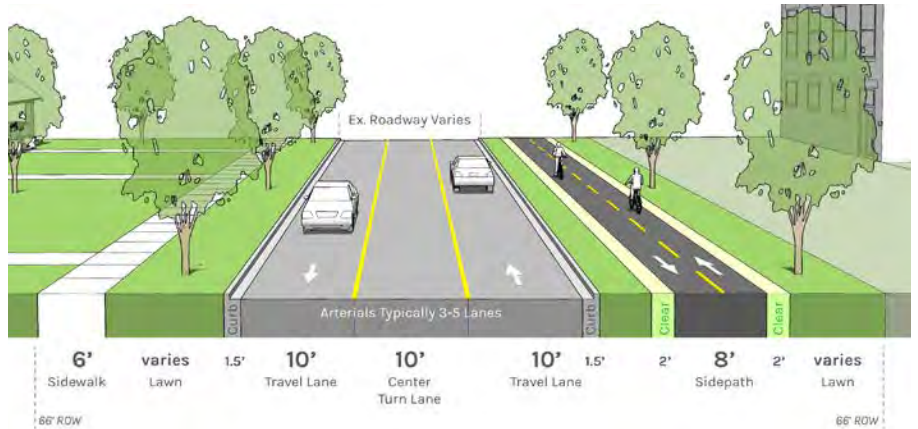 Ex. Roadway Varies
Curb
Arterials Typically 3-5 Lanes
Curb
Clear
Clear
6' varies 1.5' 10' 10' 10' 1.5' 2' 8' 2' varies
Sidewalk Lawn Travel Lane Center Travel Lane Sidepath Lawn
Turn Lane
66' ROW 66' ROW